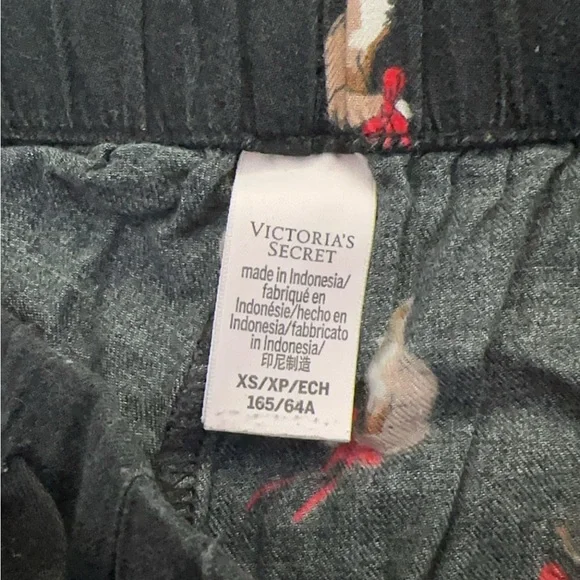 VICTORIA'S
SECRET
made in Indonesia/
fabriqué en
Indonésie/hecho en
Indonesia/fabbricato
in Indonesia/
印尼制造
XS/XP/ECH
165/64A